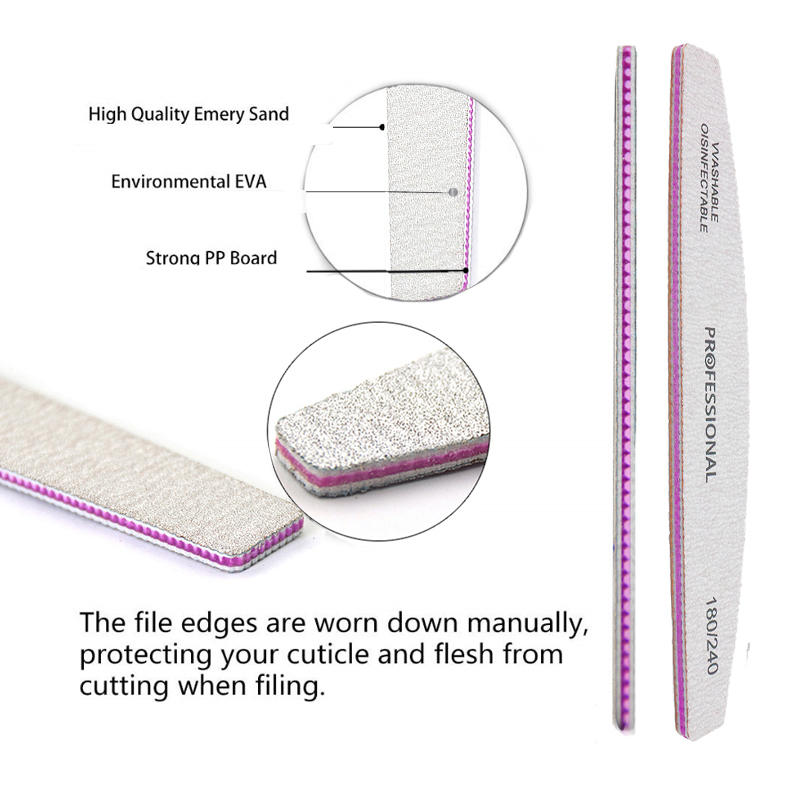 High Quality Emery Sand
Environmental EVA
Strong PP Board
The file edges are worn down manually,
protecting your cuticle and flesh from
cutting when filing.
VVASHABLE
OISINFECTABLE
PROFESSIONAL
180/240